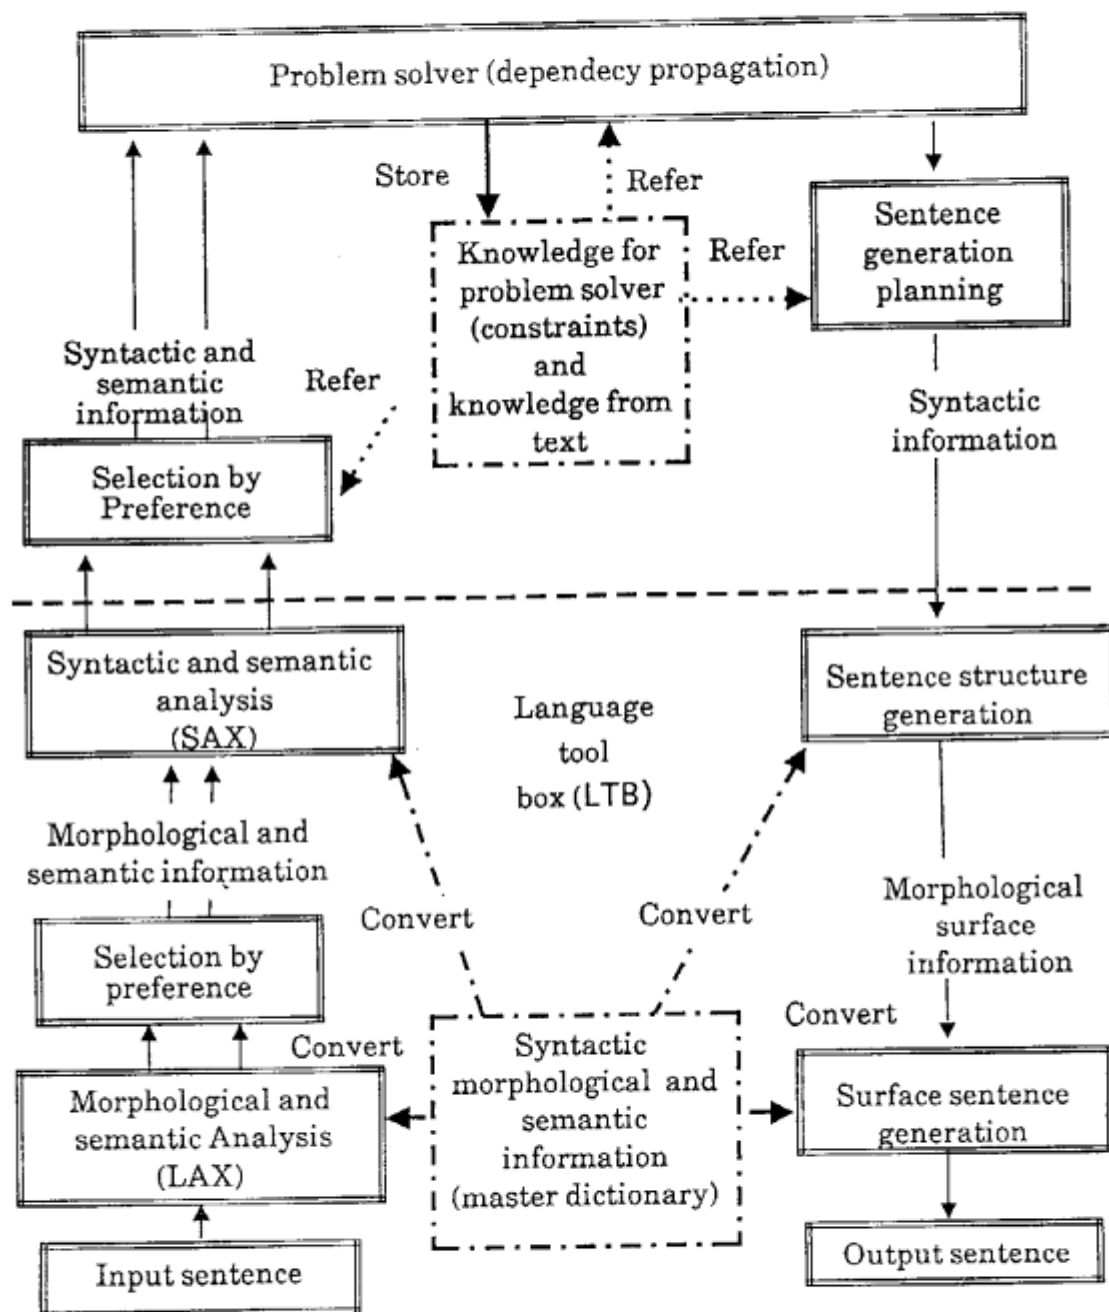 Problem solver (dependecy propagation)
Store
Refer
Sentence
generation
planning
Knowledge for
problem solver
(constraints)
and
knowledge from
text
Refer
Syntactic and
semantic
information
Refer
Syntactic
information
Selection by
Preference
Syntactic and semantic
analysis
(SAX)
Language
tool
box (LTB)
Sentence structure
generation
Morphological and
semantic information
Convert
Convert
Morphological
surface
information
Selection by
preference
Convert
Convert
Syntactic
morphological and
semantic
information
(master dictionary)
Morphological and
semantic Analysis
(LAX)
Surface sentence
generation
Input sentence
Output sentence